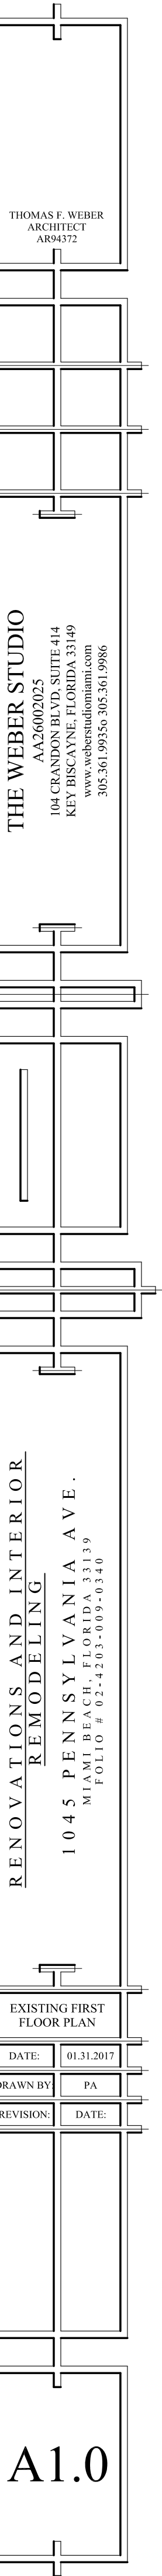 THOMAS F. WEBER
ARCHITECT
AR94372
THE WEBER STUDIO
AA26002025
104 CRANDON BLVD, SUITE 414
KEY BISCAYNE, FLORIDA 33149
www.weberstudiomiami.com
305.361.9935o 305.361.9986
RENOVATIONS AND INTERIOR
REMODELING
1045 PENNSYLVANIA AVE.
MIAMI BEACH, FLORIDA 33139
FOLIO # 02-4203-009-0340
EXISTING FIRST
FLOOR PLAN
DATE: 01.31.2017
DRAWN BY: PA
REVISION: DATE:
A1.0